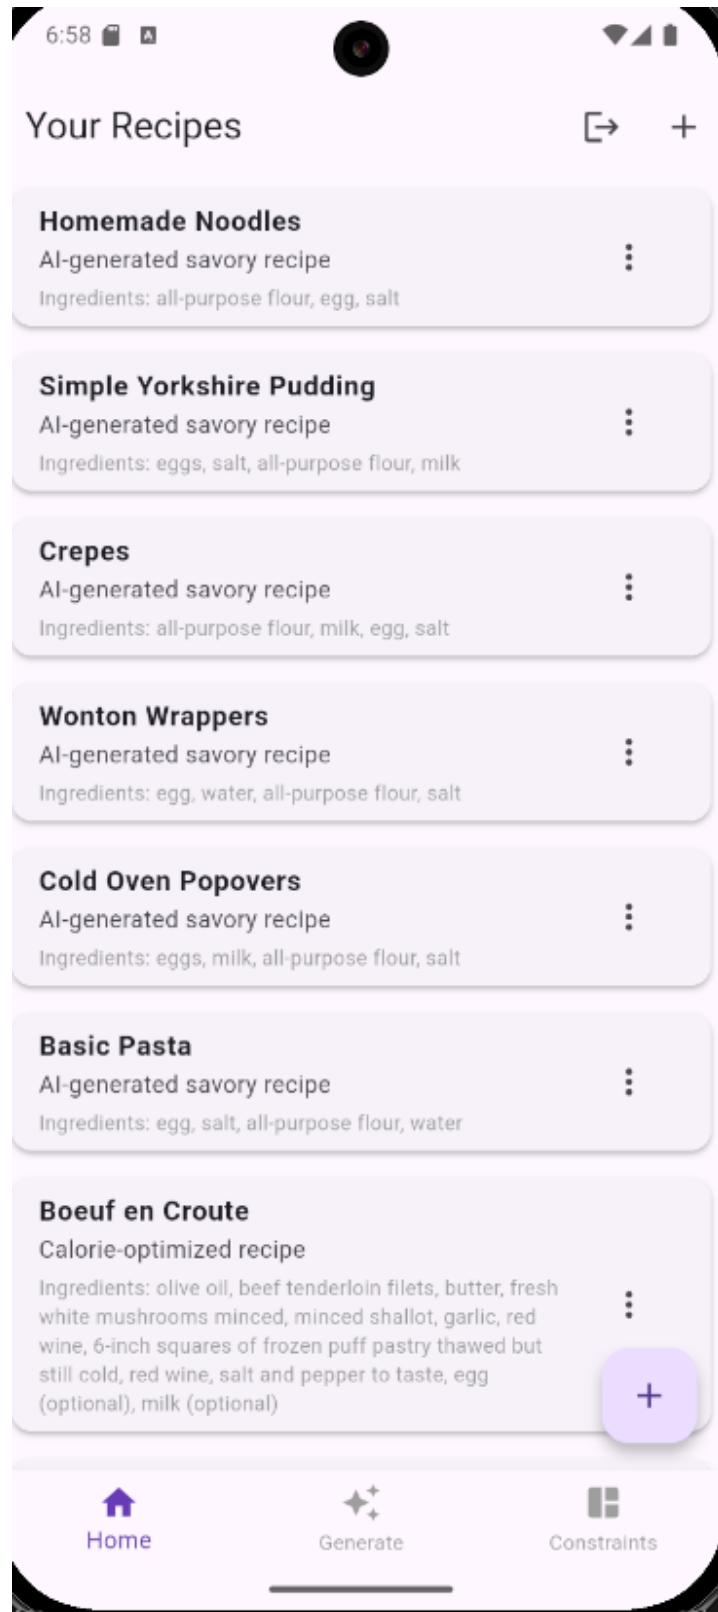 6:58
Your Recipes
Homemade Noodles
AI-generated savory recipe
Ingredients: all-purpose flour, egg, salt
Simple Yorkshire Pudding
AI-generated savory recipe
Ingredients: eggs, salt, all-purpose flour, milk
Crepes
AI-generated savory recipe
Ingredients: all-purpose flour, milk, egg, salt
Wonton Wrappers
AI-generated savory recipe
Ingredients: egg, water, all-purpose flour, salt
Cold Oven Popovers
AI-generated savory recipe
Ingredients: eggs, milk, all-purpose flour, salt
Basic Pasta
AI-generated savory recipe
Ingredients: egg, salt, all-purpose flour, water
Boeuf en Croute
Calorie-optimized recipe
Ingredients: olive oil, beef tenderloin filets, butter, fresh
white mushrooms minced, minced shallot, garlic, red
wine, 6-inch squares of frozen puff pastry thawed but
still cold, red wine, salt and pepper to taste, egg
(optional), milk (optional)
Home
Generate
Constraints